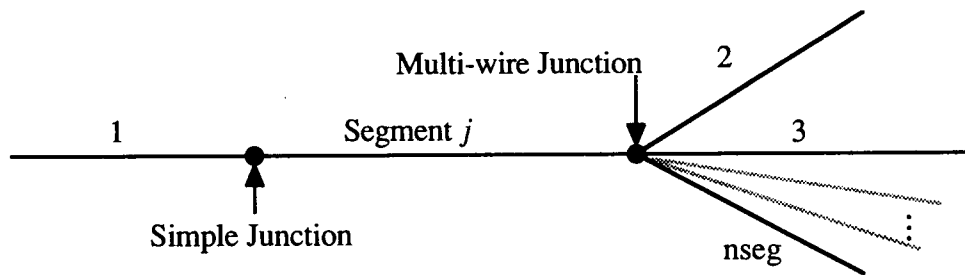 Multi-wire Junction
2
1
Segment j
3
Simple Junction
nseg